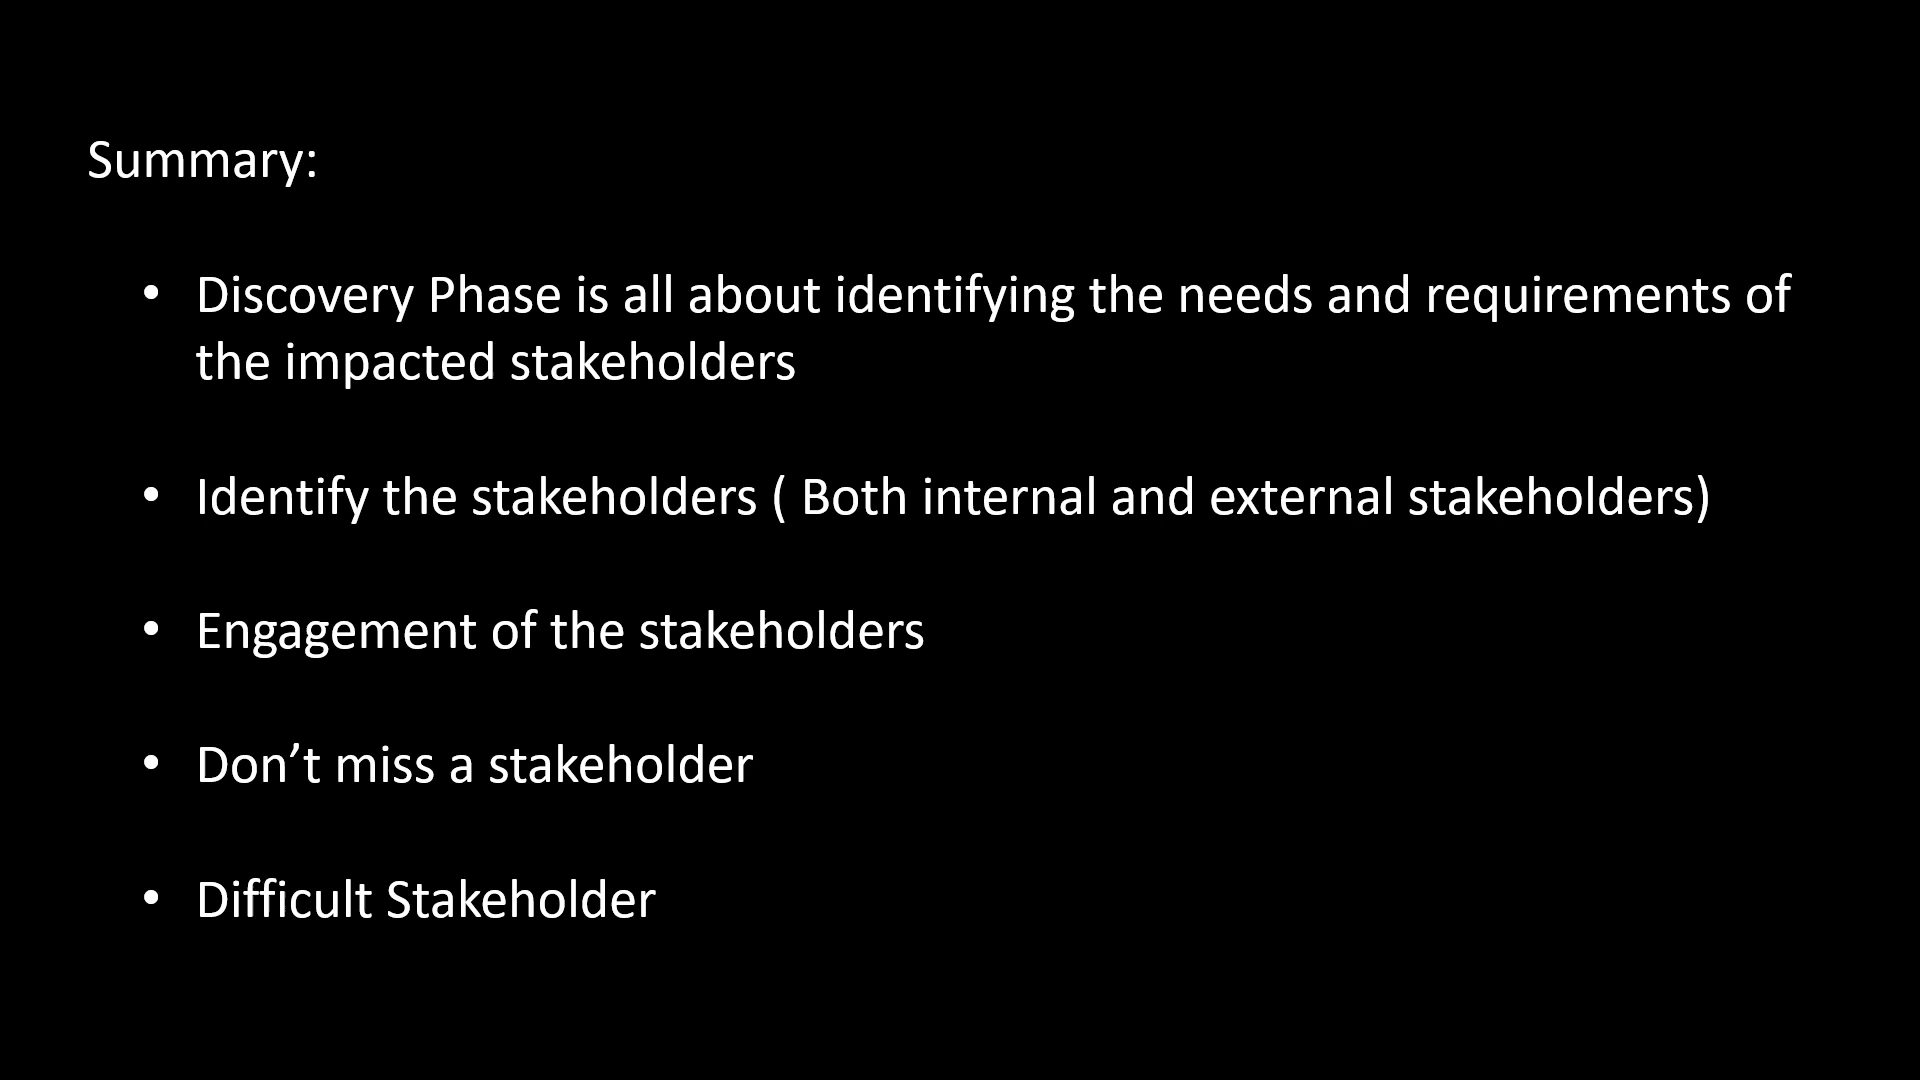 Summary:
• Discovery Phase is all about identifying the needs and requirements of
the impacted stakeholders
• Identify the stakeholders ( Both internal and external stakeholders)
• Engagement of the stakeholders
• Don’t miss a stakeholder
• Difficult Stakeholder